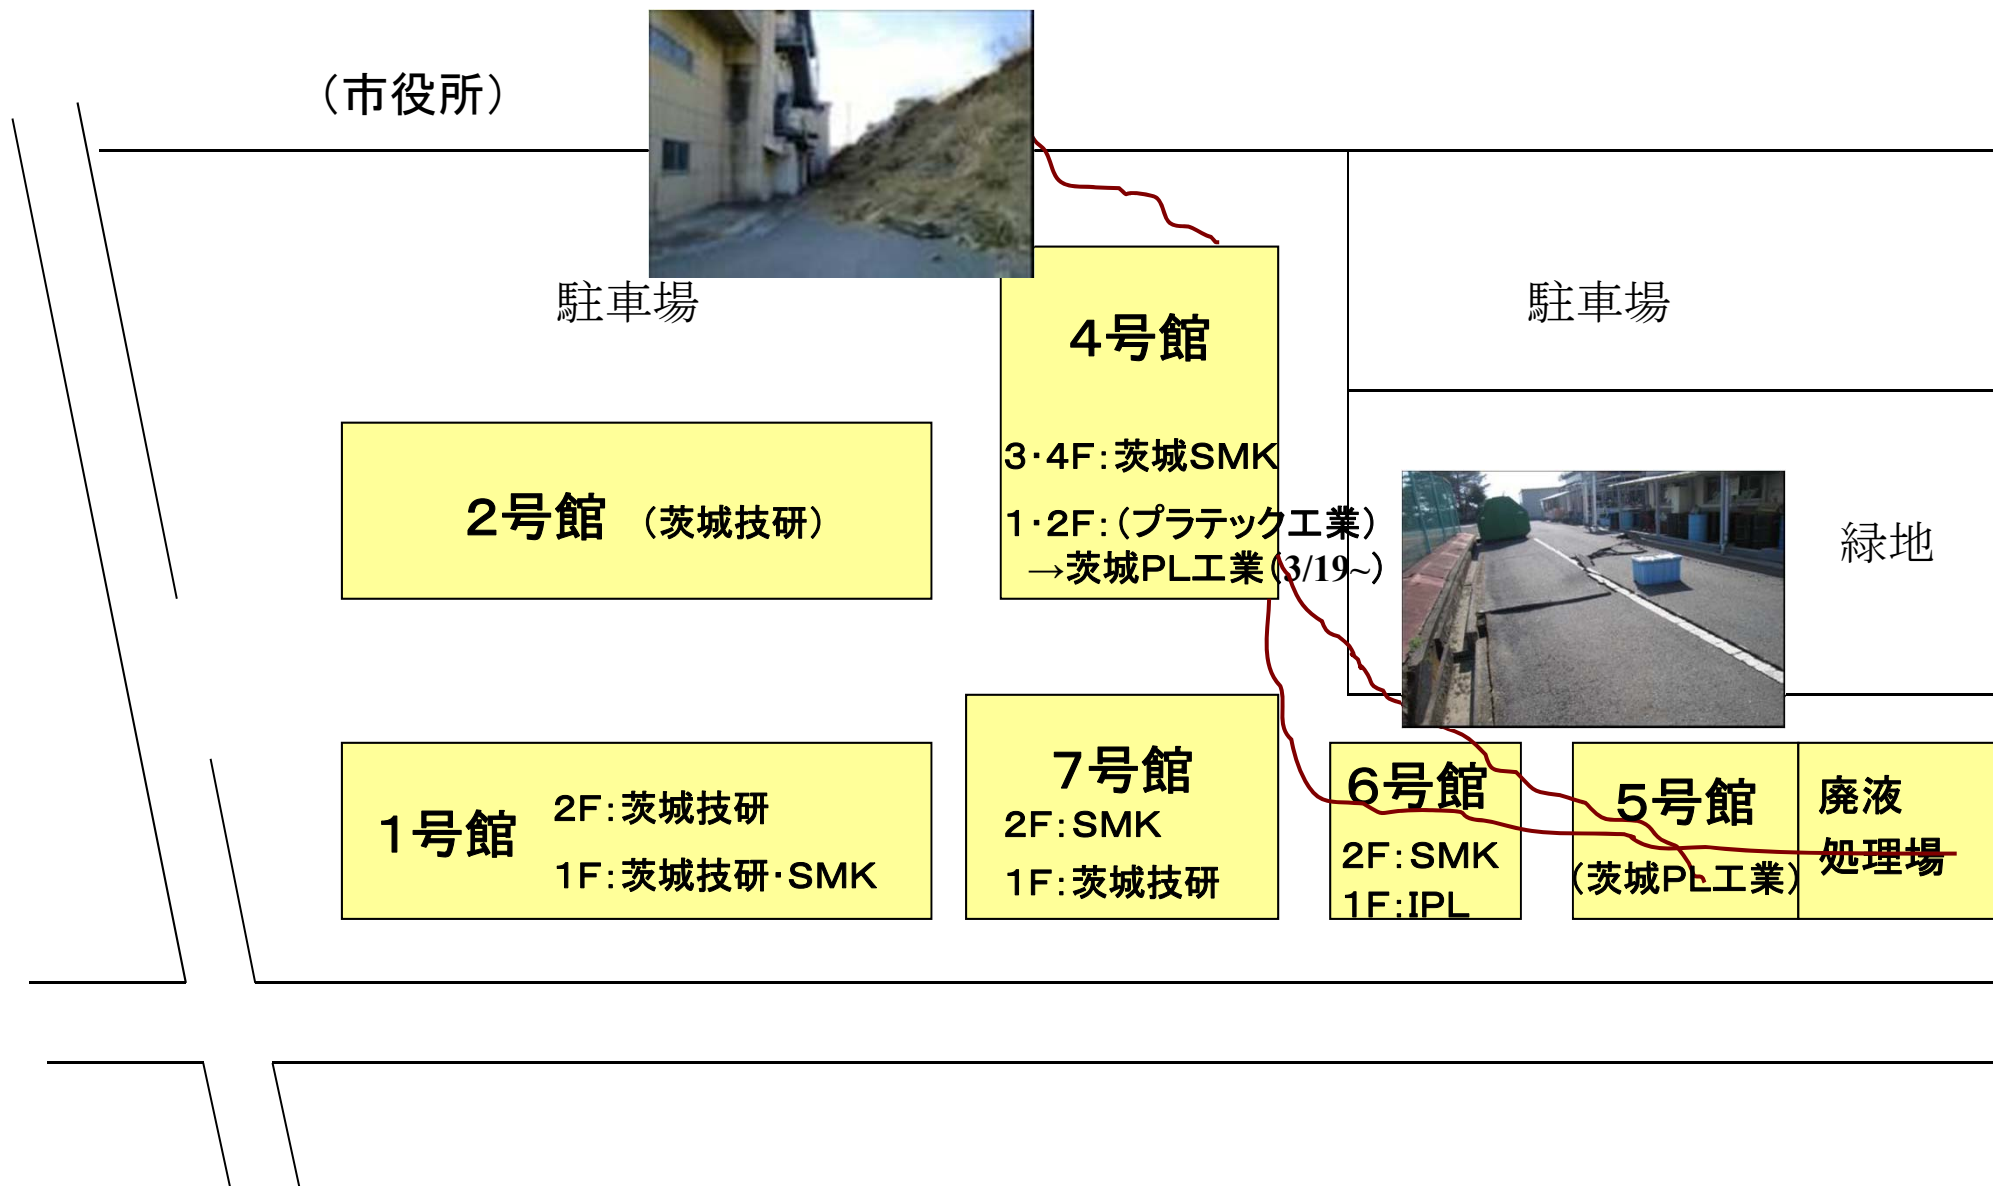 （市役所）
駐車場
駐車場
4号館
3・4F：茨城SMK
1・2F：（プラテック工業）
→茨城PL工業（3/19~）
2号館 （茨城技研）
緑地
1号館
2F：茨城技研
1F：茨城技研・SMK
7号館
2F：SMK
1F：茨城技研
6号館
2F：SMK
1F：IPL
5号館
（茨城PL工業）
廃液
処理場